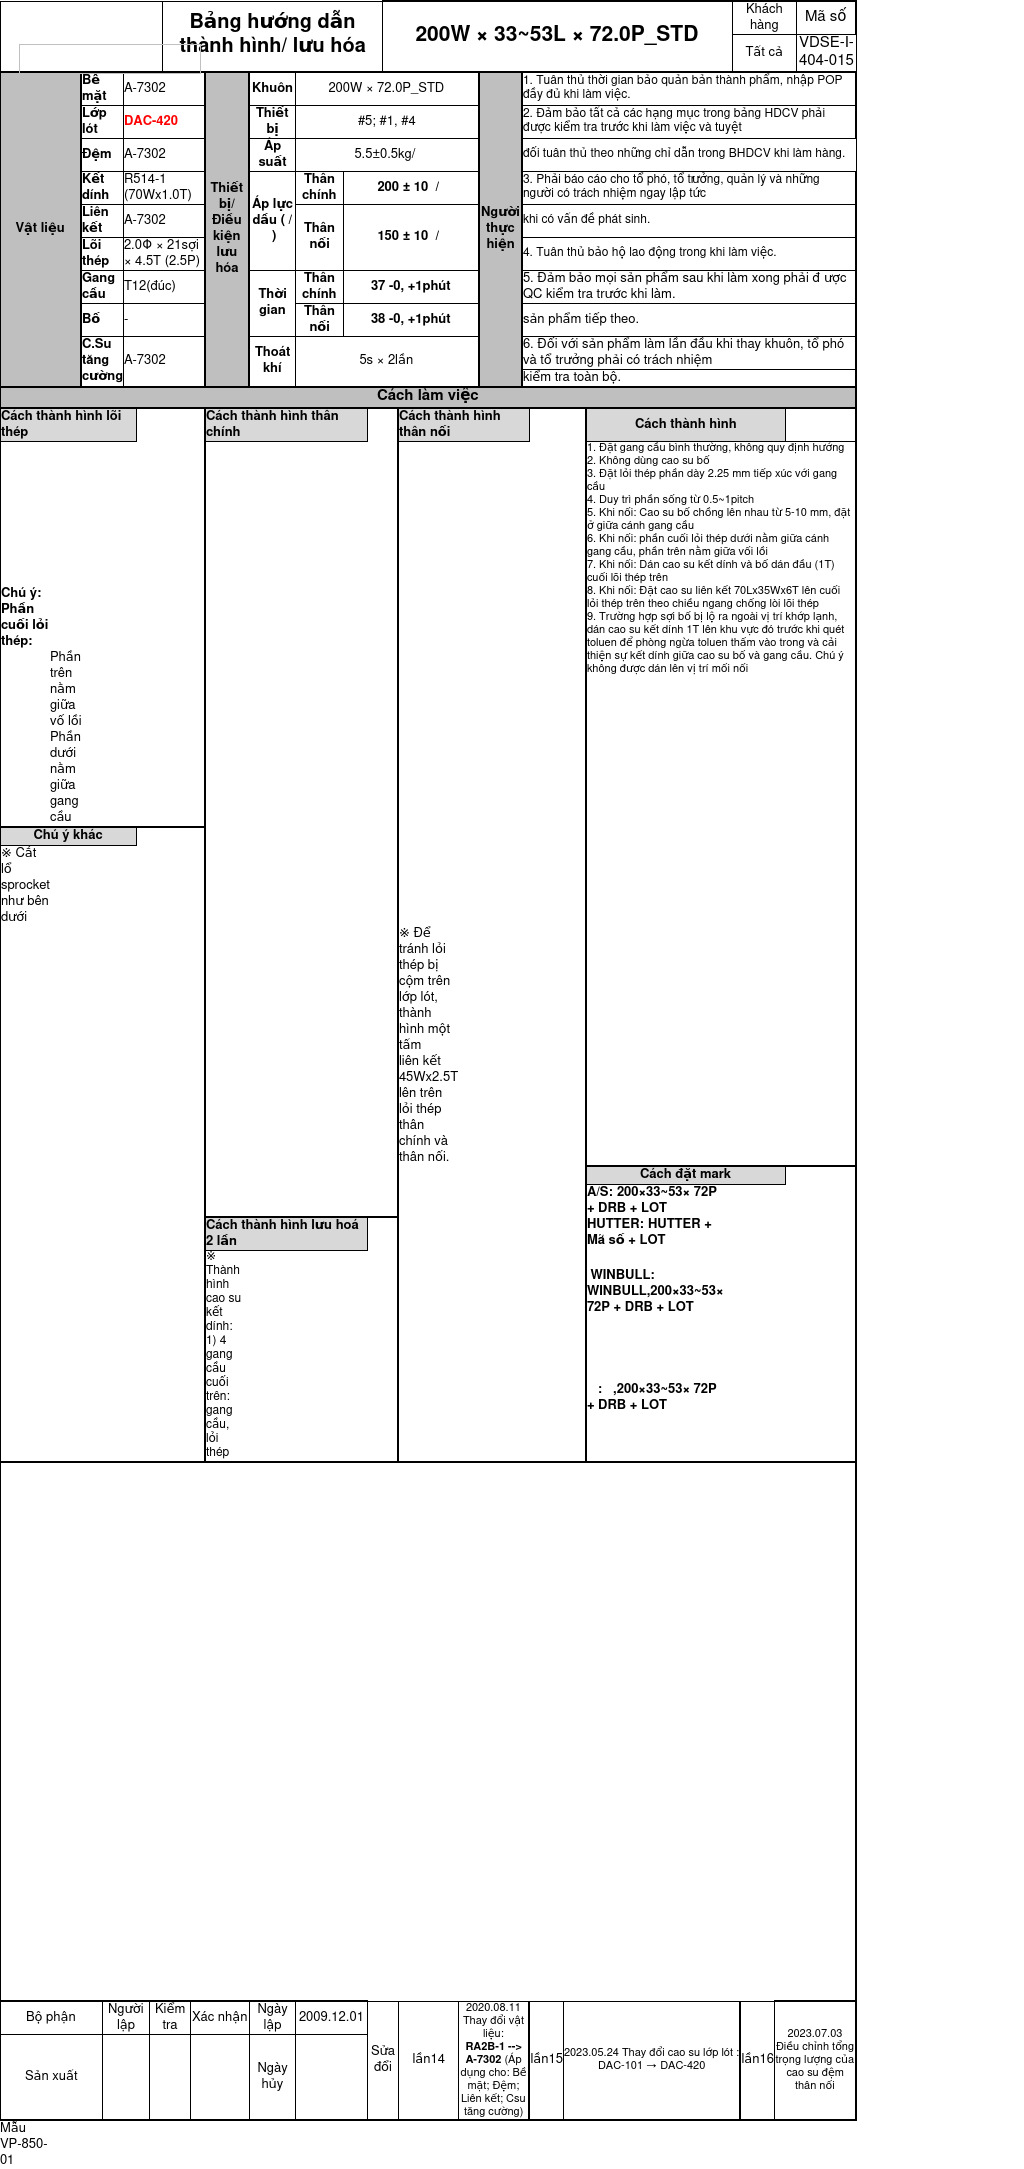 Bảng hướng dẫn
thành hình/ lưu hóa
200W × 33~53L × 72.0P_STD
Khách
hàng
Mã số
Tất cả
VDSE-I-
404-015
Vật liệu
Bề
mặt
A-7302
Lớp
lót
DAC-420
Đệm
A-7302
Kết
dính
R514-1
(70Wx1.0T)
Liên
kết
A-7302
Lõi
thép
2.0Φ × 21sợi
× 4.5T (2.5P)
Gang
cầu
T12(đúc)
Bố
-
C.Su
tăng
cường
A-7302
Thiết
bị/
Điều
kiện
lưu
hóa
Khuôn
200W × 72.0P_STD
Thiết
bị
#5; #1, #4
Áp
suất
5.5±0.5kg/
Áp lực
dầu ( /
)
Thân
chính
200 ± 10  /
Thân
nối
150 ± 10  /
Thời
gian
Thân
chính
37 -0, +1phút
Thân
nối
38 -0, +1phút
Thoát
khí
5s × 2lần
Người
thực
hiện
1. Tuân thủ thời gian bảo quản bán thành phẩm, nhập POP
đầy đủ khi làm việc.
2. Đảm bảo tất cả các hạng mục trong bảng HDCV phải
được kiểm tra trước khi làm việc và tuyệt
đối tuân thủ theo những chỉ dẫn trong BHDCV khi làm hàng.
3. Phải báo cáo cho tổ phó, tổ tưởng, quản lý và những
người có trách nhiệm ngay lập tức
khi có vấn đề phát sinh.
4. Tuân thủ bảo hộ lao động trong khi làm việc.
5. Đảm bảo mọi sản phẩm sau khi làm xong phải đ ược
QC kiểm tra trước khi làm.
sản phẩm tiếp theo.
6. Đối với sản phẩm làm lần đầu khi thay khuôn, tổ phó
và tổ trưởng phải có trách nhiệm
kiểm tra toàn bộ.
Cách làm việc
Cách thành hình lõi
thép
Chú ý:
Phần
cuối lỏi
thép:
Phần
trên
nằm
giữa
vố lồi
Phần
dưới
nằm
giữa
gang
cầu
Chú ý khác
※ Cắt
lổ
sprocket
như bên
dưới
Cách thành hình thân
chính
Cách thành hình lưu hoá
2 lần
※
Thành
hình
cao su
kết
dính:
1) 4
gang
cầu
cuối
trên:
gang
cầu,
lỏi
thép
Cách thành hình
thân nối
※ Để
tránh lỏi
thép bị
cộm trên
lớp lót,
thành
hình một
tấm
liên kết
45Wx2.5T
lên trên
lỏi thép
thân
chính và
thân nối.
Cách thành hình
1. Đặt gang cầu bình thường, không quy định hướng
2. Không dùng cao su bố
3. Đặt lỏi thép phần dày 2.25 mm tiếp xúc với gang
cầu
4. Duy trì phần sống từ 0.5~1pitch
5. Khi nối: Cao su bố chồng lên nhau từ 5-10 mm, đặt
ở giữa cánh gang cầu
6. Khi nối: phần cuối lỏi thép dưới nằm giữa cánh
gang cầu, phần trên nằm giữa vối lồi
7. Khi nối: Dán cao su kết dính và bố dán đầu (1T)
cuối lõi thép trên
8. Khi nối: Đặt cao su liên kết 70Lx35Wx6T lên cuối
lỏi thép trên theo chiều ngang chống lòi lõi thép
9. Trường hợp sợi bố bị lộ ra ngoài vị trí khớp lạnh,
dán cao su kết dính 1T lên khu vực đó trước khi quét
toluen để phòng ngừa toluen thấm vào trong và cải
thiện sự kết dính giữa cao su bố và gang cầu. Chú ý
không được dán lên vị trí mối nối
Cách đặt mark
A/S: 200×33~53× 72P
+ DRB + LOT
HUTTER: HUTTER +
Mã số + LOT
WINBULL:
WINBULL,200×33~53×
72P + DRB + LOT
:   ,200×33~53× 72P
+ DRB + LOT
Bộ phận
Người
lập
Kiểm
tra
Xác nhận
Ngày
lập
2009.12.01
Sản xuất
Ngày
hủy
Sửa
đổi
lần14
2020.08.11
Thay đổi vật
liệu:
RA2B-1 -->
A-7302 (Áp
dụng cho: Bề
mặt; Đệm;
Liên kết; Csu
tăng cường)
lần15
2023.05.24 Thay đổi cao su lớp lót :
DAC-101 → DAC-420
lần16
2023.07.03
Điều chỉnh tổng
trọng lượng của
cao su đệm
thân nối
Mẫu
VP-850-
01